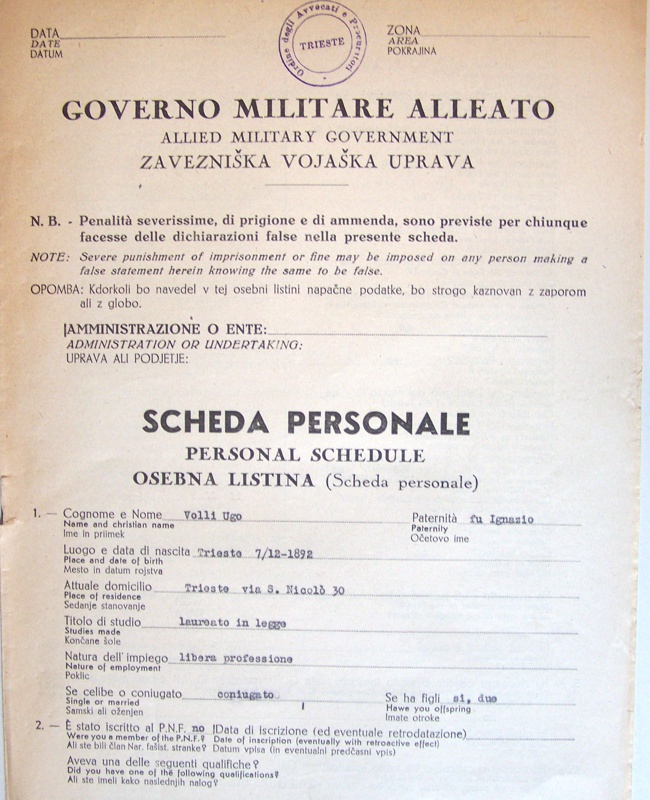 DATA
DATE
DATUM
Ordine degli Avvocati e Procuratori
TRIESTE
ZONA
AREA
POKRAJINA
GOVERNO MILITARE ALLEATO
ALLIED MILITARY GOVERNMENT
ZAVEZNIŠKA VOJAŠKA UPRAVA
N. B. - Penalità severissime, di prigione e di ammenda, sono previste per chiunque
facesse delle dichiarazioni false nella presente scheda.
NOTE: Severe punishment of imprisonment or fine may be imposed on any person making a
false statement herein knowing the same to be false.
OPOMBA: Kdorkoli bo navedel v tej osebni listini napačne podatke, bo strogo kaznovan z zaporom
ali z globo.
AMMINISTRAZIONE O ENTE:
ADMINISTRATION OR UNDERTAKING:
UPRAVA ALI PODJETJE:
SCHEDA PERSONALE
PERSONAL SCHEDULE
OSEBNA LISTINA (Scheda personale)
1. — Cognome e Nome Volli Ugo Paternità fu Ignazio
Name and christian name Paternity
Ime in priimek Očetovo ime
Luogo e data di nascita Trieste 7/12-1892
Place and date of birth
Mesto in datum rojstva
Attuale domicilio Trieste via S. Nicolò 30
Place of residence
Sedanje stanovanje
Titolo di studio laureato in legge
Studies made
Končane šole
Natura dell'impiego libera professione
Nature of employment
Poklic
Se celibe o coniugato coniugato Se ha figli si, due
Single or married Hawe you offspring
Samski ali oženjen Imate otroke
2. — È stato iscritto al P.N.F. no Data di iscrizione (ed eventuale retrodatazione)
Were you a member of the P.N.F.? Date of inscription (eventually with retroactive effect)
Ali ste bili član Nar. fašist. stranke? Datum vpisa (in eventualni predčasni vpis)
Aveva una delle seguenti qualifiche?
Did you have one of the following qualifications?
Ali ste imeli kako naslednjih nalog?